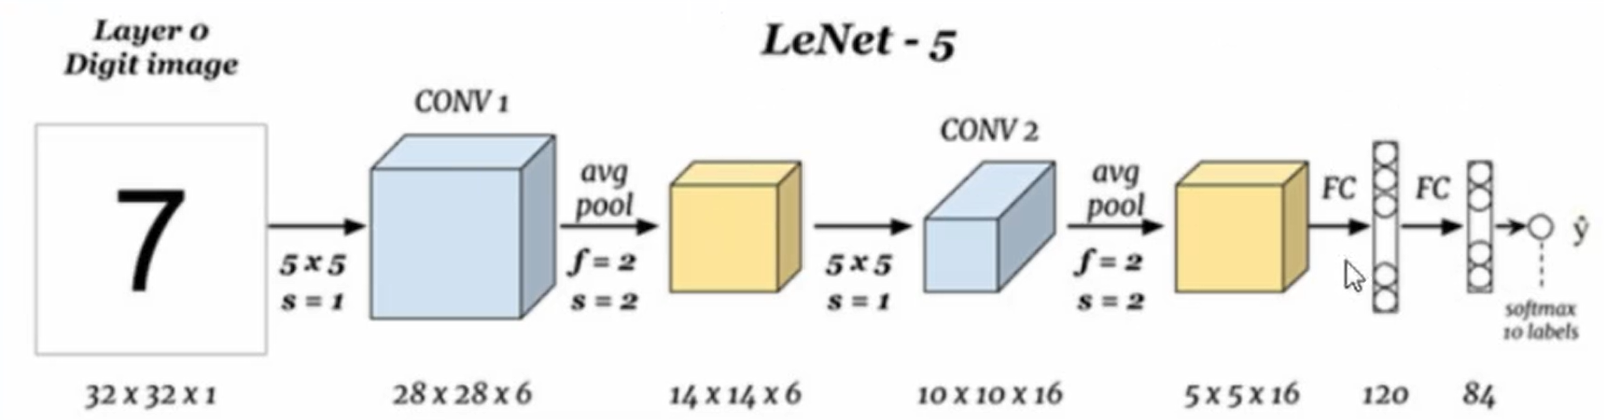 Layer 0
Digit image
LeNet - 5
7
32 x 32 x 1
5 x 5
s = 1
CONV 1
28 x 28 x 6
avg
pool
f = 2
s = 2
14 x 14 x 6
5 x 5
s = 1
CONV 2
10 x 10 x 16
avg
pool
f = 2
s = 2
5 x 5 x 16
FC
120
FC
84
ŷ
softmax
10 labels